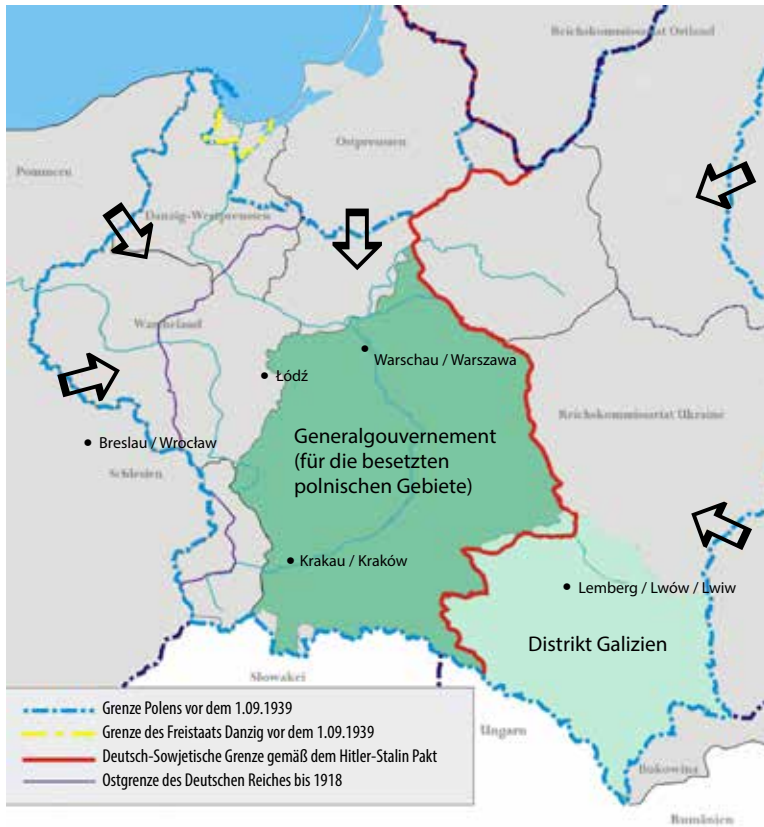 Reichskommissariat Ostland
Ostpreussen
Pommern
Danzig-Westpreussen
Wartheland
• Warschau / Warszawa
• Łódź
Reichskommissariat Ukraine
Generalgouvernement
(für die besetzten
polnischen Gebiete)
• Breslau / Wrocław
Schlesien
• Krakau / Kraków
• Lemberg / Lwów / Lwiw
Distrikt Galizien
Slowakei
Ungarn
Bukowina
Rumänien
Grenze Polens vor dem 1.09.1939
Grenze des Freistaats Danzig vor dem 1.09.1939
Deutsch-Sowjetische Grenze gemäß dem Hitler-Stalin Pakt
Ostgrenze des Deutschen Reiches bis 1918